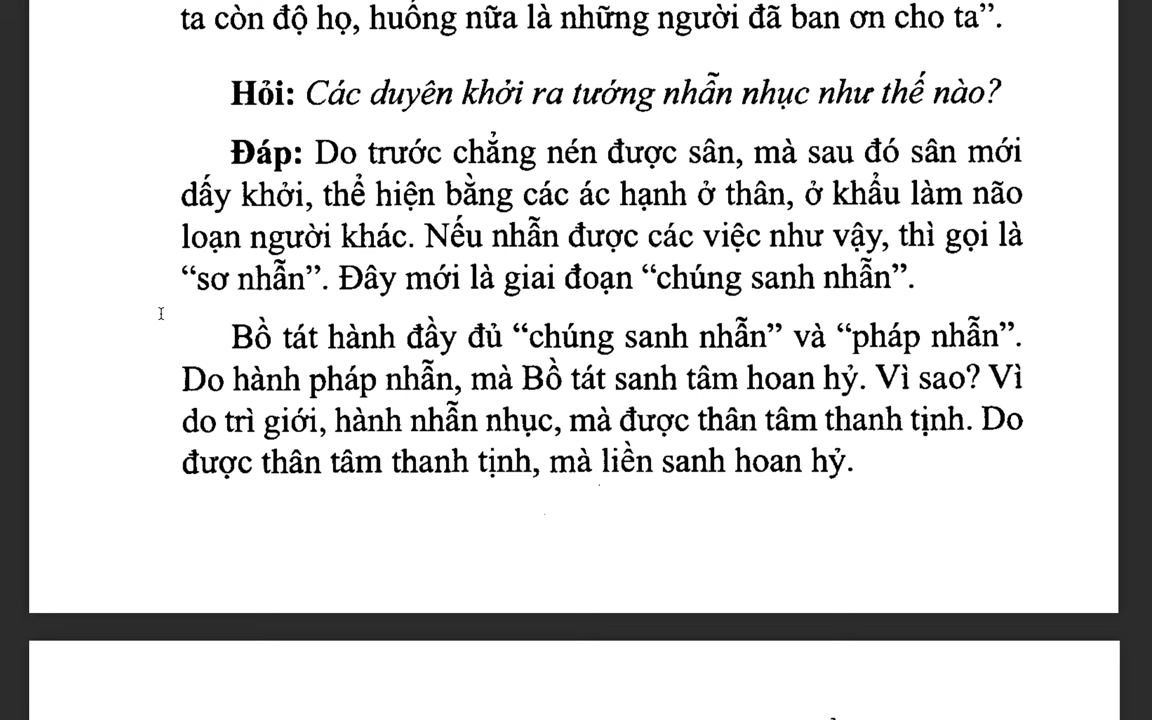 ta còn độ họ, huống nữa là những người đã ban ơn cho ta”.
Hỏi: Các duyên khởi ra tướng nhẫn nhục như thế nào?
Đáp: Do trước chẳng nén được sân, mà sau đó sân mới
dấy khởi, thể hiện bằng các ác hạnh ở thân, ở khẩu làm não
loạn người khác. Nếu nhẫn được các việc như vậy, thì gọi là
“sơ nhẫn”. Đây mới là giai đoạn “chúng sanh nhẫn”.
Bồ tát hành đầy đủ “chúng sanh nhẫn” và “pháp nhẫn”.
Do hành pháp nhẫn, mà Bồ tát sanh tâm hoan hỷ. Vì sao? Vì
do trì giới, hành nhẫn nhục, mà được thân tâm thanh tịnh. Do
được thân tâm thanh tịnh, mà liền sanh hoan hỷ.